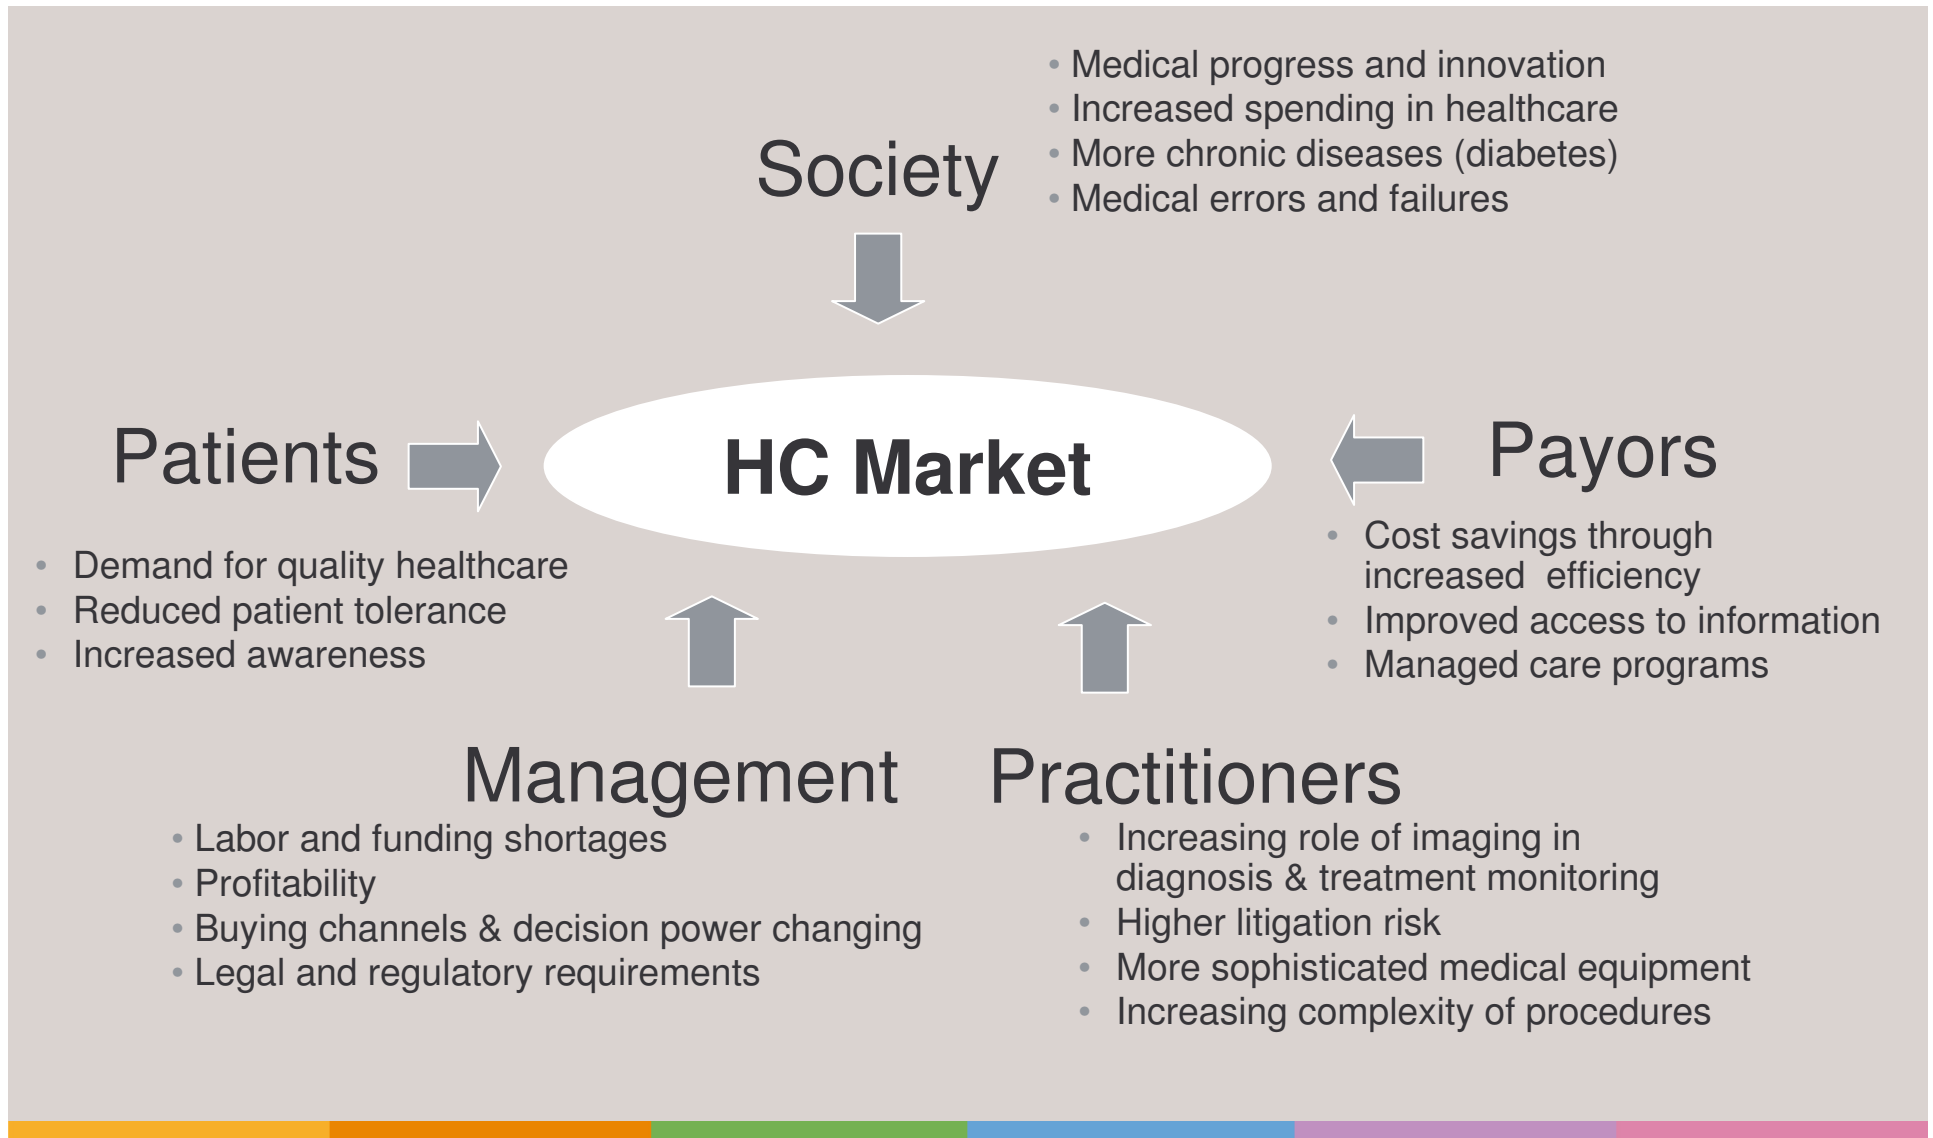 Society
• Medical progress and innovation
• Increased spending in healthcare
• More chronic diseases (diabetes)
• Medical errors and failures
Patients
• Demand for quality healthcare
• Reduced patient tolerance
• Increased awareness
HC Market
Payors
• Cost savings through
increased efficiency
• Improved access to information
• Managed care programs
Management
• Labor and funding shortages
• Profitability
• Buying channels & decision power changing
• Legal and regulatory requirements
Practitioners
• Increasing role of imaging in
diagnosis & treatment monitoring
• Higher litigation risk
• More sophisticated medical equipment
• Increasing complexity of procedures